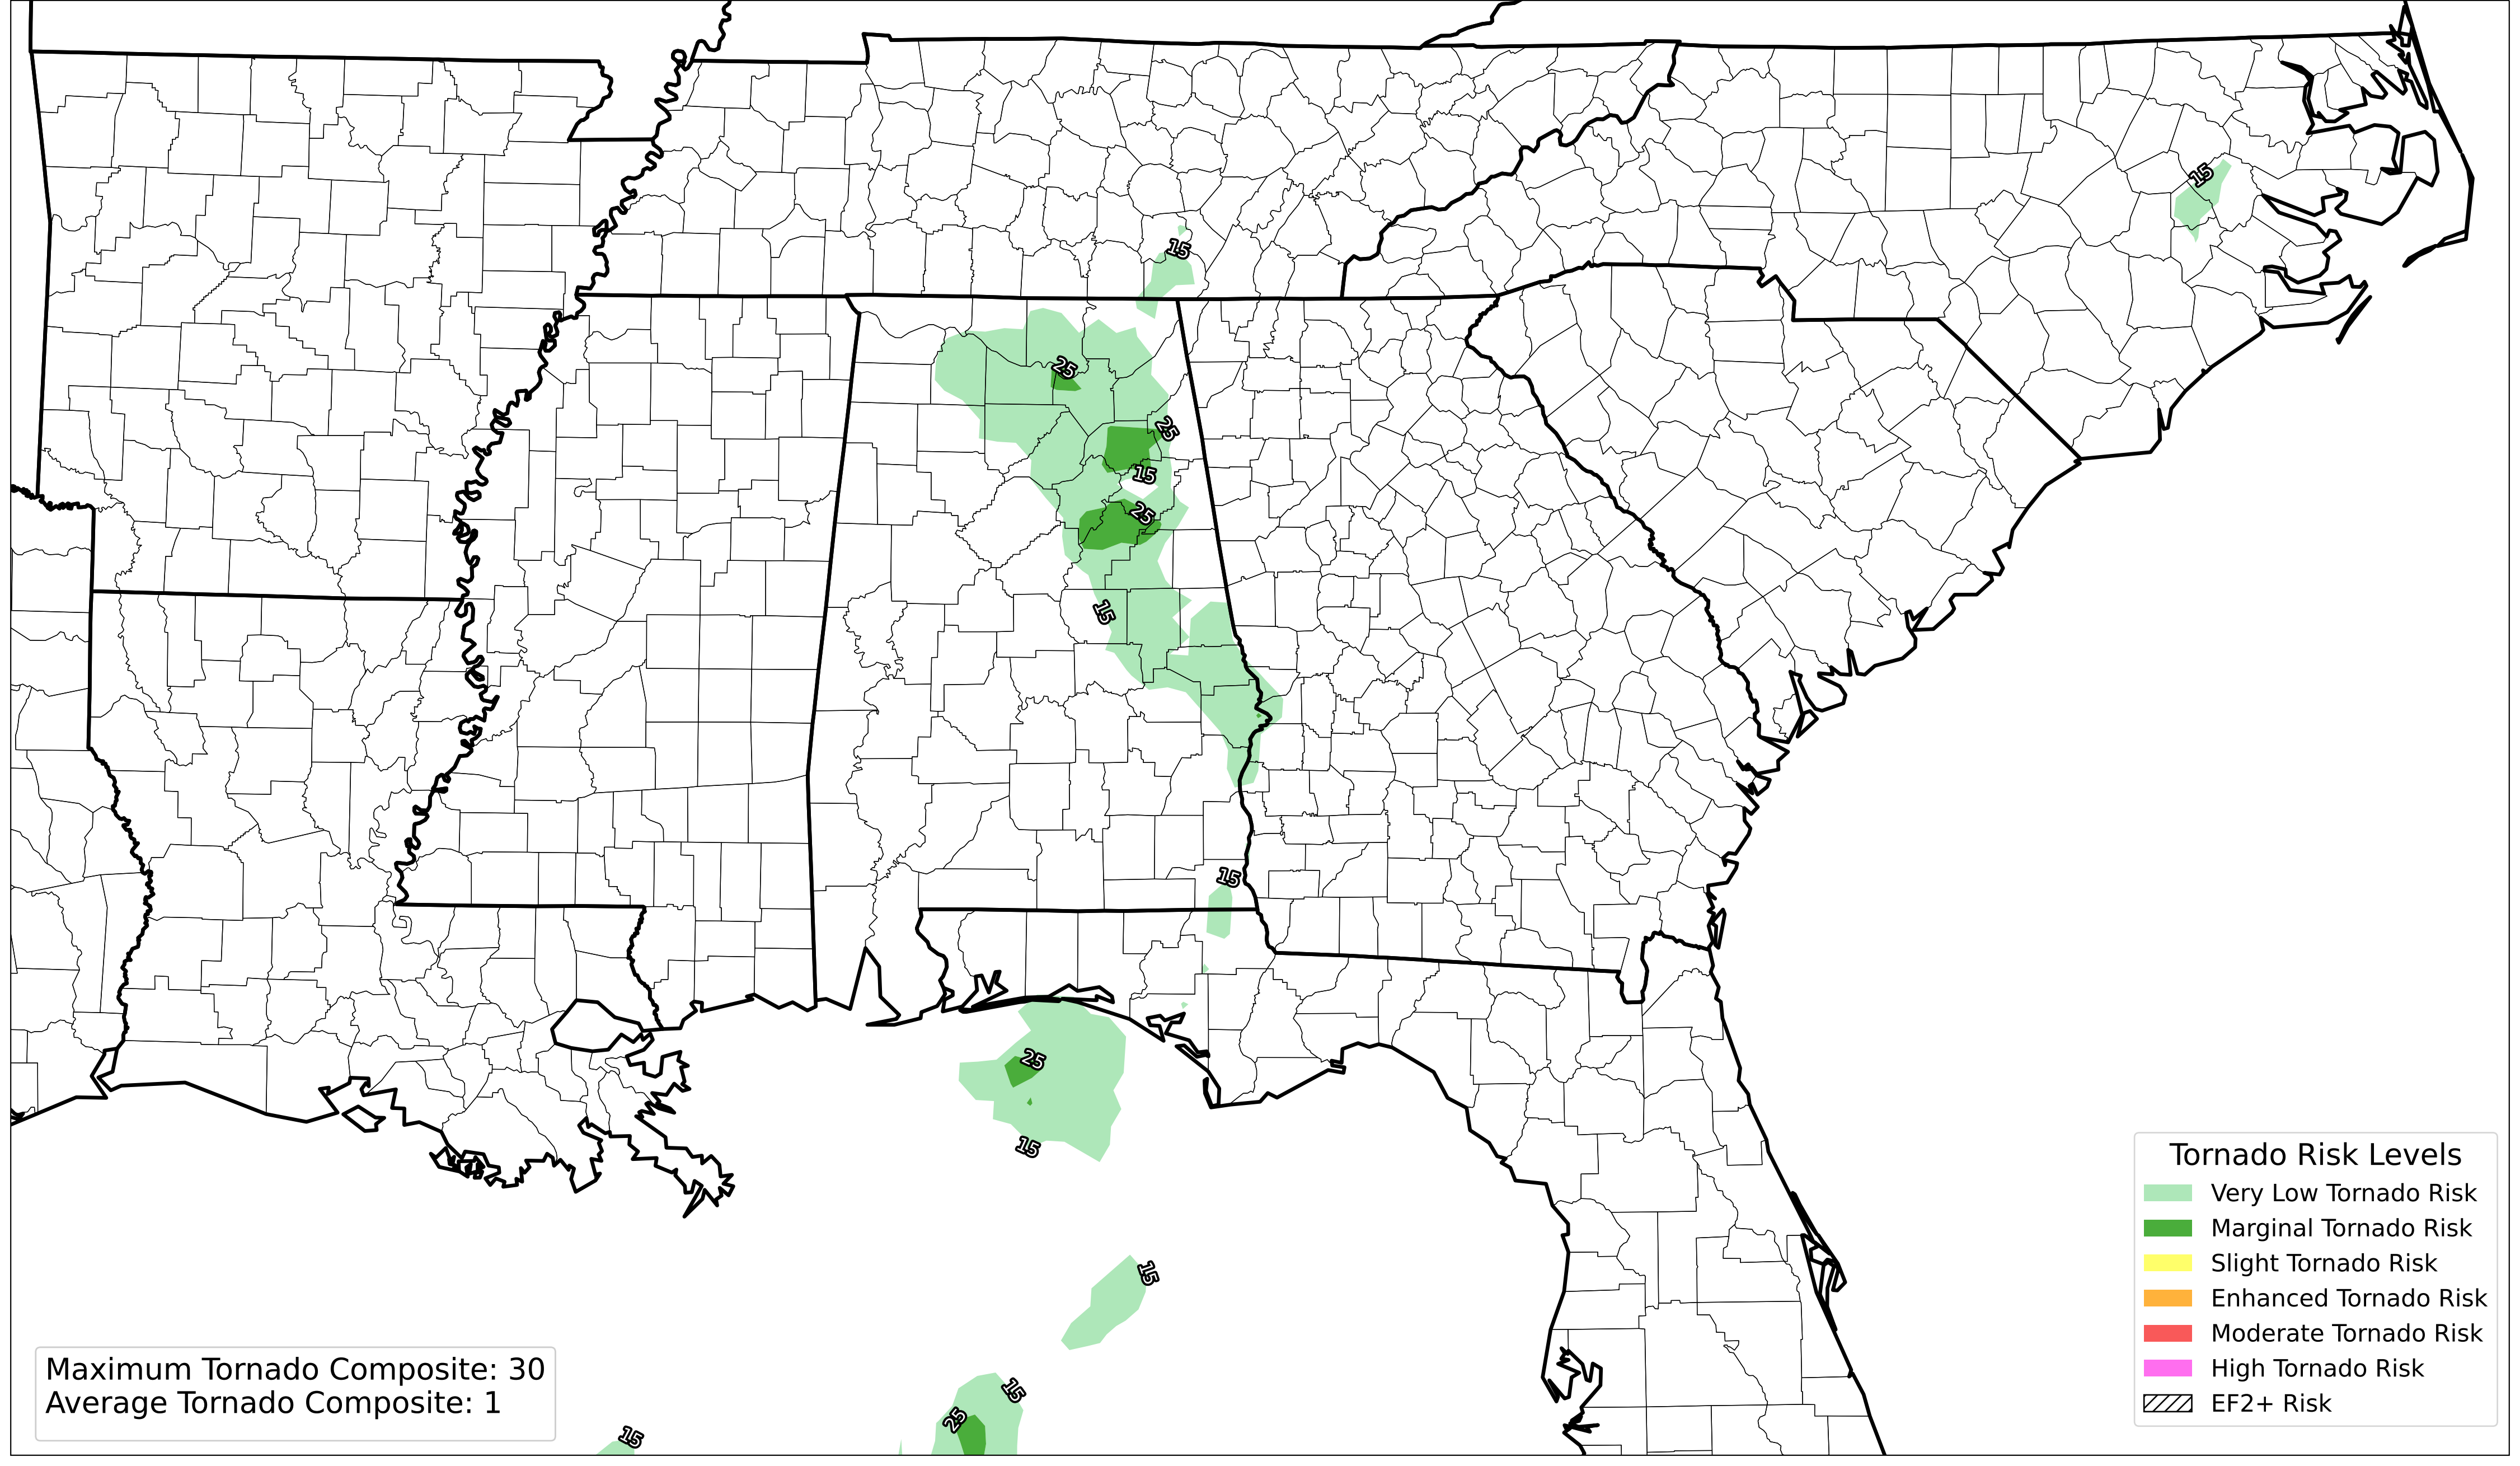 15
15
25
25
15
25
15
15
25
15
15
15
25
15
Tornado Risk Levels
Very Low Tornado Risk
Marginal Tornado Risk
Slight Tornado Risk
Enhanced Tornado Risk
Moderate Tornado Risk
High Tornado Risk
EF2+ Risk
Maximum Tornado Composite: 30
Average Tornado Composite: 1